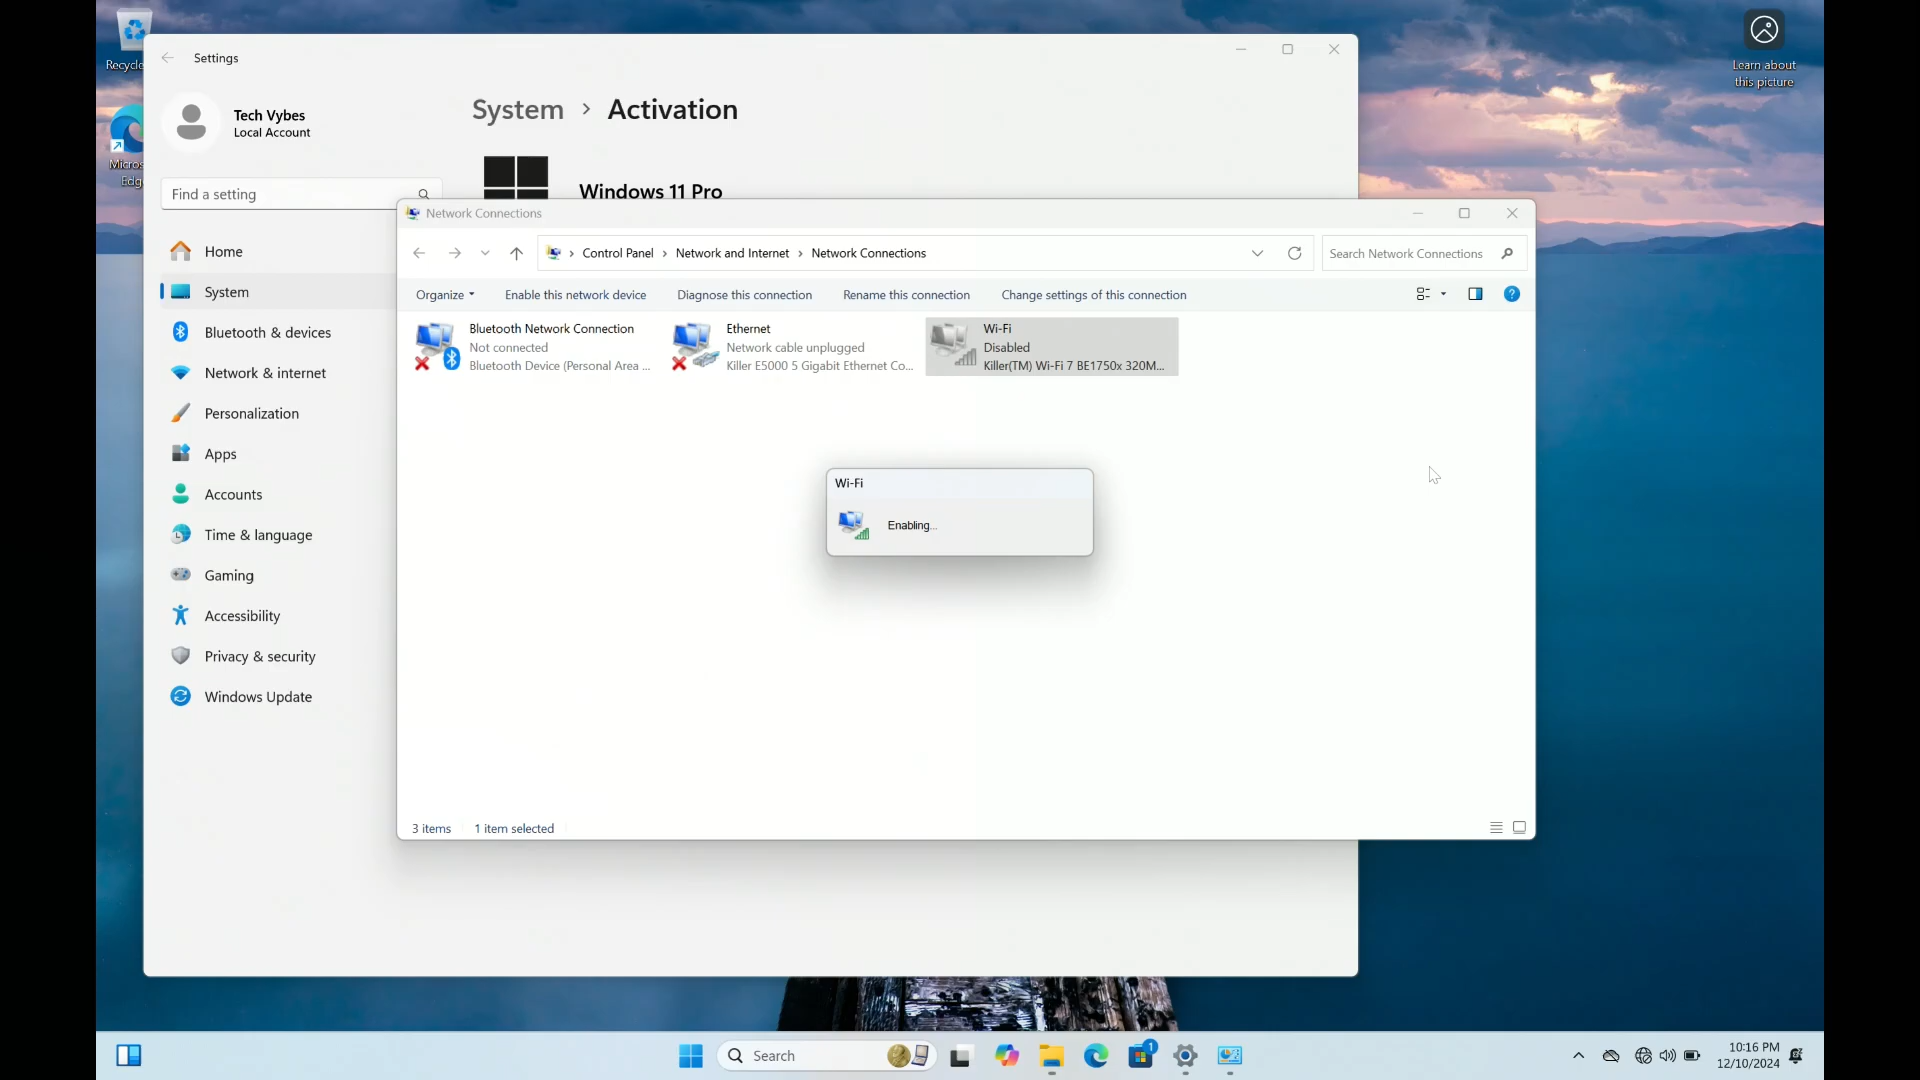 Recycle
Learn about
this picture
Micros
Edg
Settings
Tech Vybes
Local Account
Find a setting
Home
System
Bluetooth & devices
Network & internet
Personalization
Apps
Accounts
Time & language
Gaming
Accessibility
Privacy & security
Windows Update
System > Activation
Windows 11 Pro
Network Connections
Control Panel > Network and Internet > Network Connections
Search Network Connections
Organize
Enable this network device
Diagnose this connection
Rename this connection
Change settings of this connection
Bluetooth Network Connection
Not connected
Bluetooth Device (Personal Area ...
Ethernet
Network cable unplugged
Killer E5000 5 Gigabit Ethernet Co...
Wi-Fi
Disabled
Killer(TM) Wi-Fi 7 BE1750x 320M...
Wi-Fi
Enabling...
3 items
1 item selected
Search
1
10:16 PM
12/10/2024